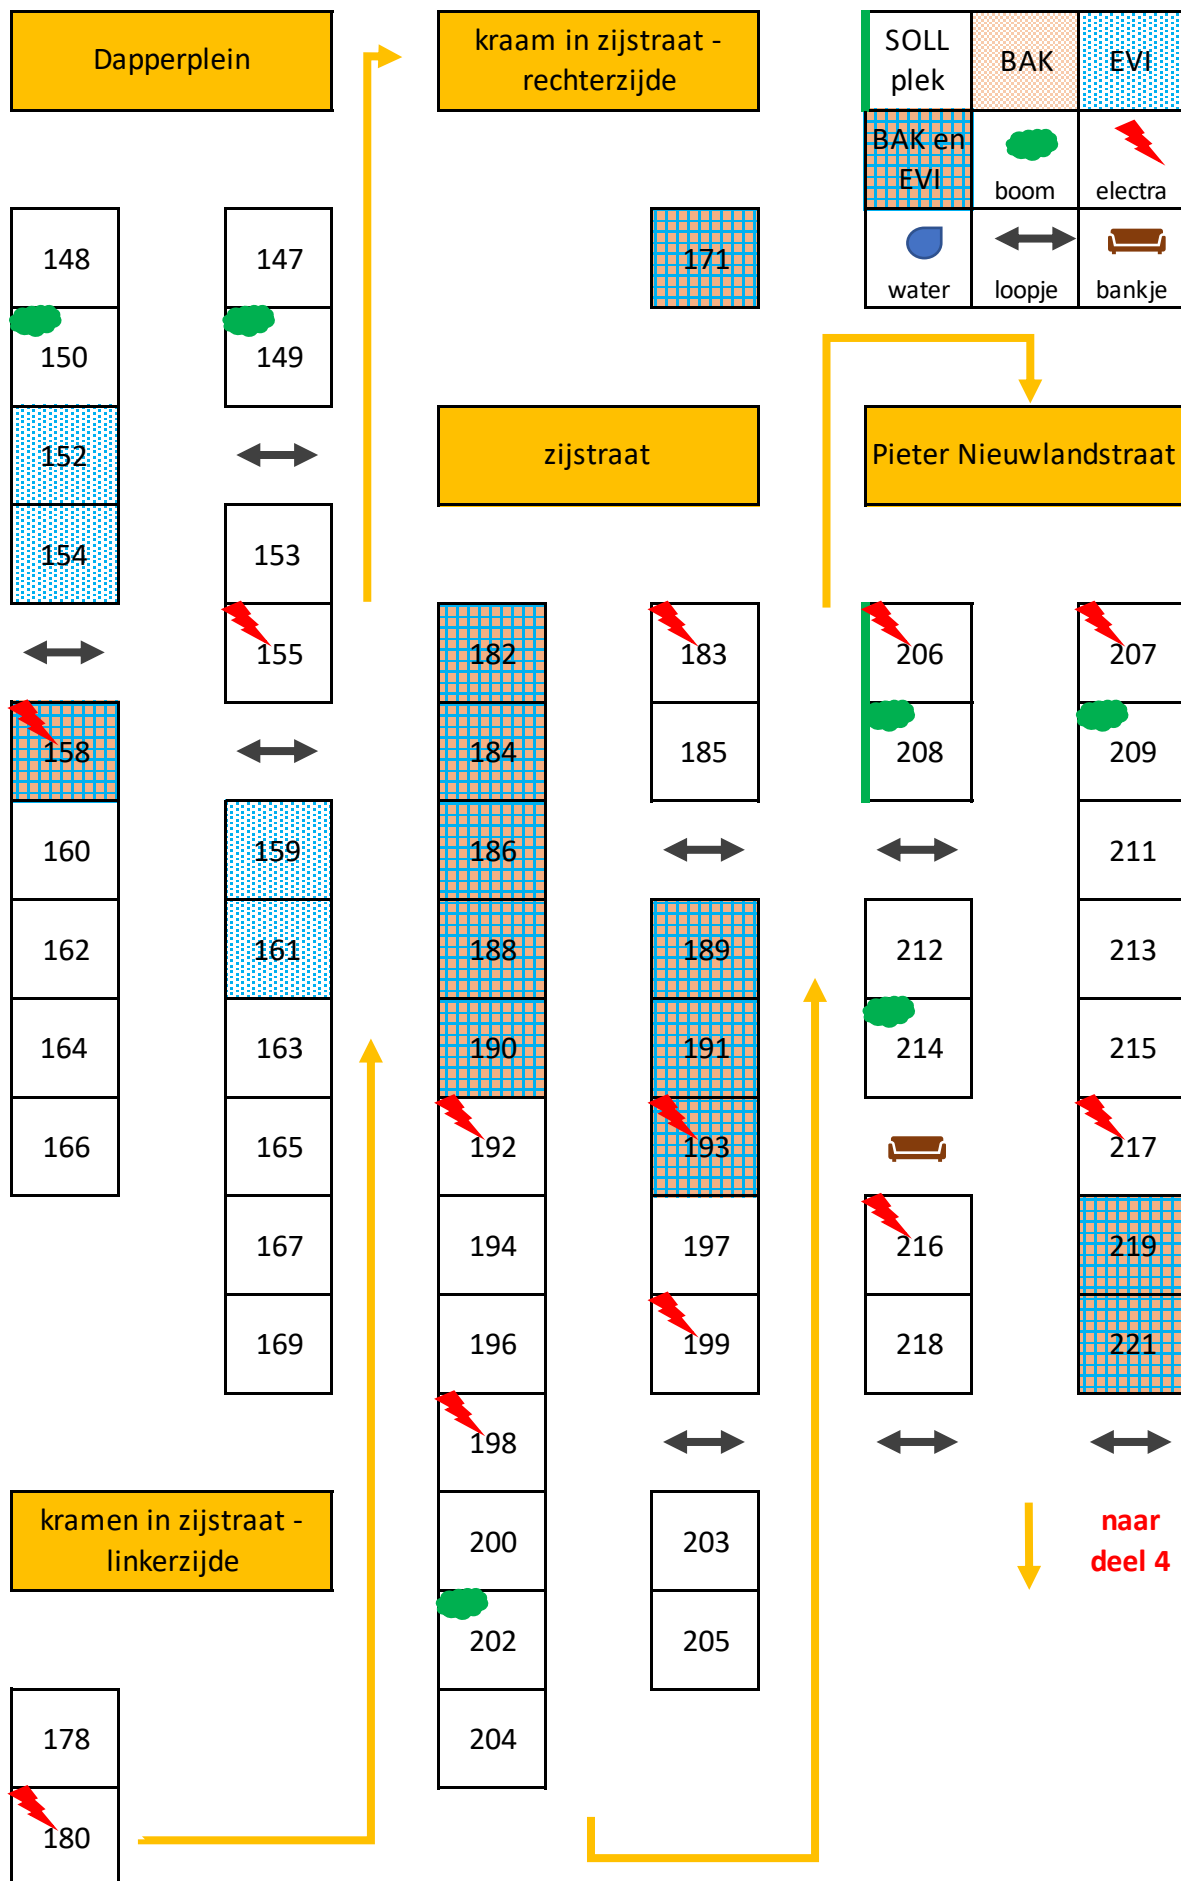 Dapperplein
148
147
150
149
152
154
153
155
158
160
159
162
161
164
163
166
165
167
169
kramen in zijstraat -
linkerzijde
178
180
kraam in zijstraat -
rechterzijde
171
zijstraat
182
183
184
185
186
188
189
190
191
192
193
194
197
196
199
198
200
203
202
205
204
SOLL
plek
BAK
EVI
BAK en
EVI
boom
electra
water
loopje
bankje
Pieter Nieuwlandstraat
206
207
208
209
211
212
213
214
215
217
216
219
218
221
naar
deel 4